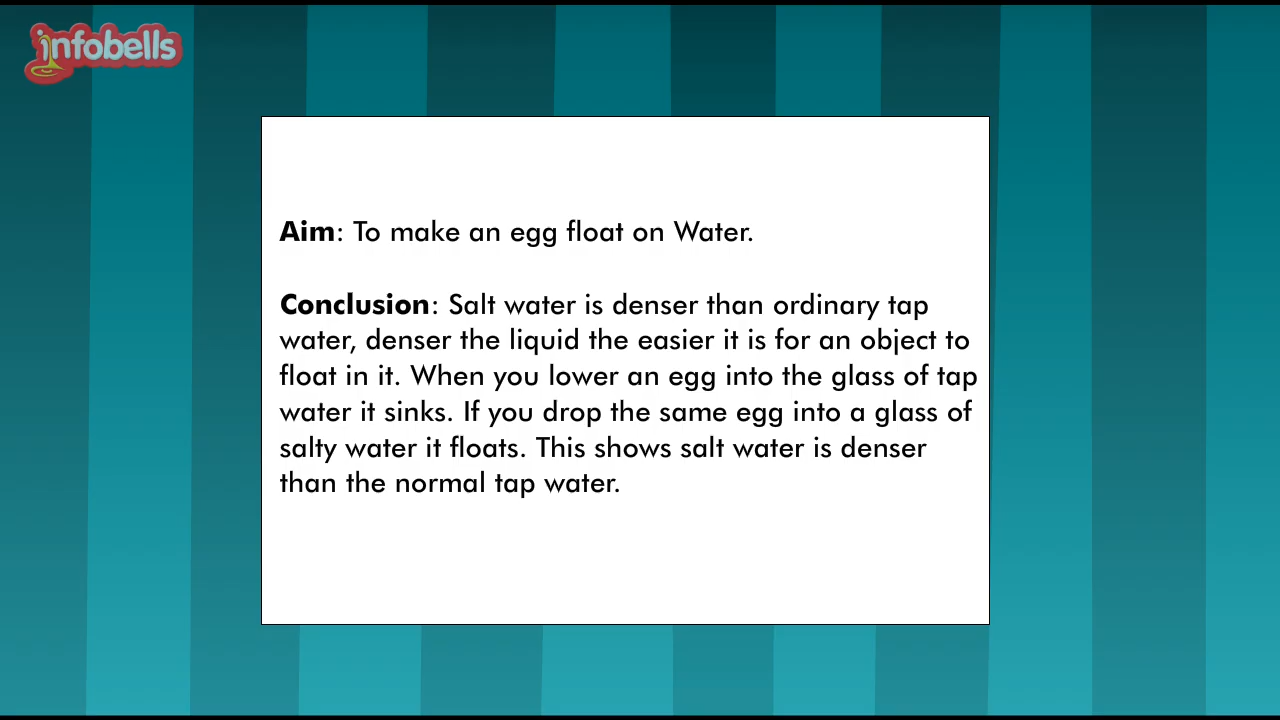 infobells
Aim: To make an egg float on Water.
Conclusion: Salt water is denser than ordinary tap
water, denser the liquid the easier it is for an object to
float in it. When you lower an egg into the glass of tap
water it sinks. If you drop the same egg into a glass of
salty water it floats. This shows salt water is denser
than the normal tap water.